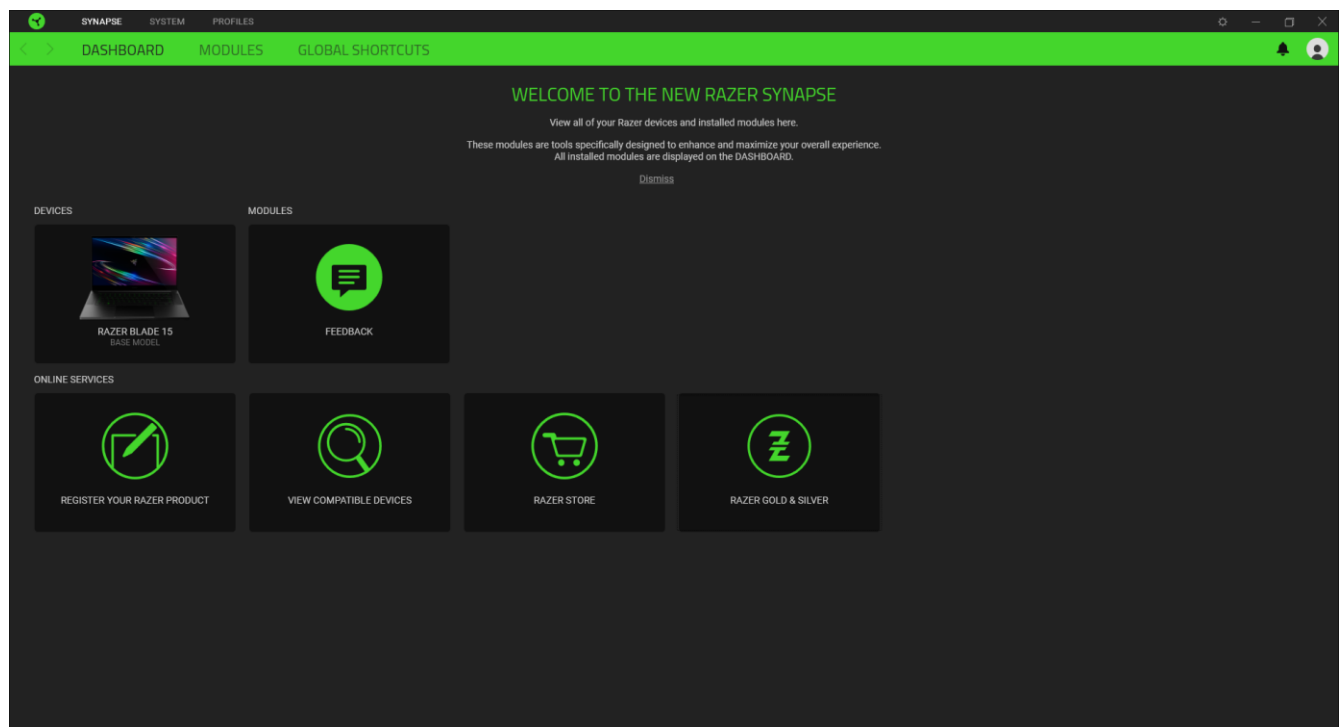 SYNAPSE SYSTEM PROFILES
DASHBOARD MODULES GLOBAL SHORTCUTS
WELCOME TO THE NEW RAZER SYNAPSE
View all of your Razer devices and installed modules here.
These modules are tools specifically designed to enhance and maximize your overall experience.
All installed modules are displayed on the DASHBOARD.
Dismiss
DEVICES
MODULES
RAZER BLADE 15
BASE MODEL
FEEDBACK
ONLINE SERVICES
REGISTER YOUR RAZER PRODUCT
VIEW COMPATIBLE DEVICES
RAZER STORE
RAZER GOLD & SILVER